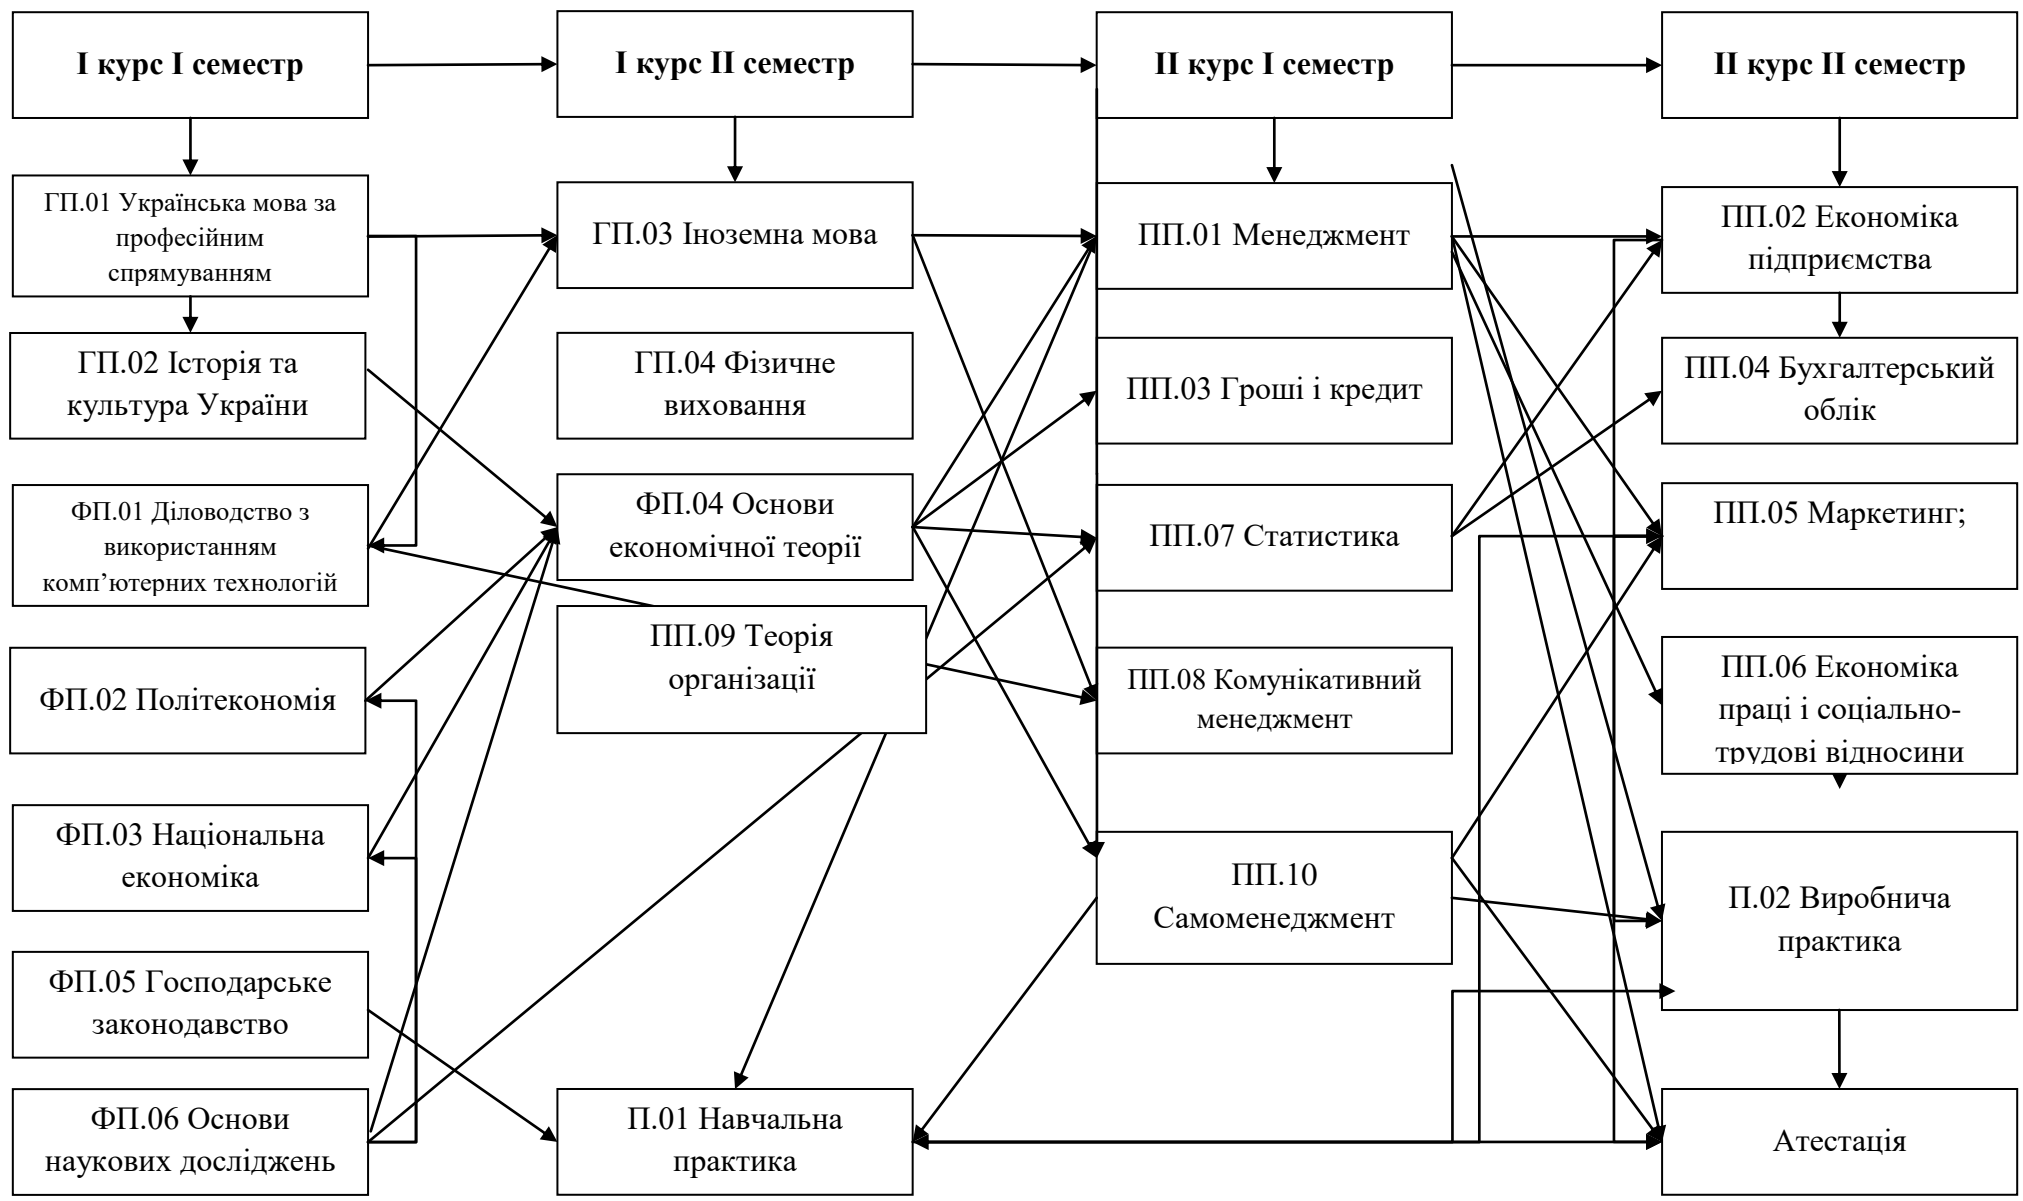 І курс І семестр
І курс ІІ семестр
ІІ курс І семестр
ІІ курс ІІ семестр
ГП.01 Українська мова за
професійним
спрямуванням
ГП.02 Історія та
культура України
ФП.01 Діловодство з
використанням
комп’ютерних технологій
ФП.02 Політекономія
ФП.03 Національна
економіка
ФП.05 Господарське
законодавство
ФП.06 Основи
наукових досліджень
ГП.03 Іноземна мова
ГП.04 Фізичне
виховання
ФП.04 Основи
економічної теорії
ПП.09 Теорія
організації
П.01 Навчальна
практика
ПП.01 Менеджмент
ПП.03 Гроші і кредит
ПП.07 Статистика
ПП.08 Комунікативний
менеджмент
ПП.10
Самоменеджмент
ПП.02 Економіка
підприємства
ПП.04 Бухгалтерський
облік
ПП.05 Маркетинг;
ПП.06 Економіка
праці і соціально-
трудові відносини
П.02 Виробнича
практика
Атестація